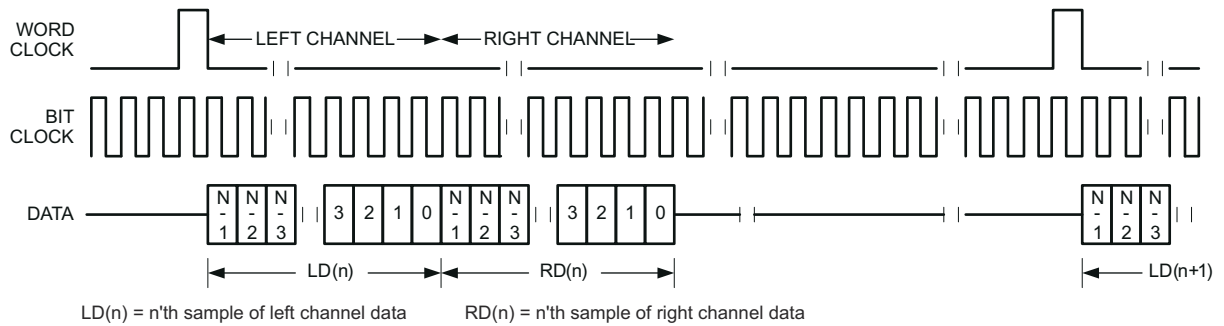 WORD
CLOCK
LEFT CHANNEL
RIGHT CHANNEL
BIT
CLOCK
DATA
N-1 N-2 N-3 3 2 1 0 N-1 N-2 N-3 3 2 1 0 N-1 N-2 N-3
LD(n) RD(n) LD(n+1)
LD(n) = n'th sample of left channel data
RD(n) = n'th sample of right channel data